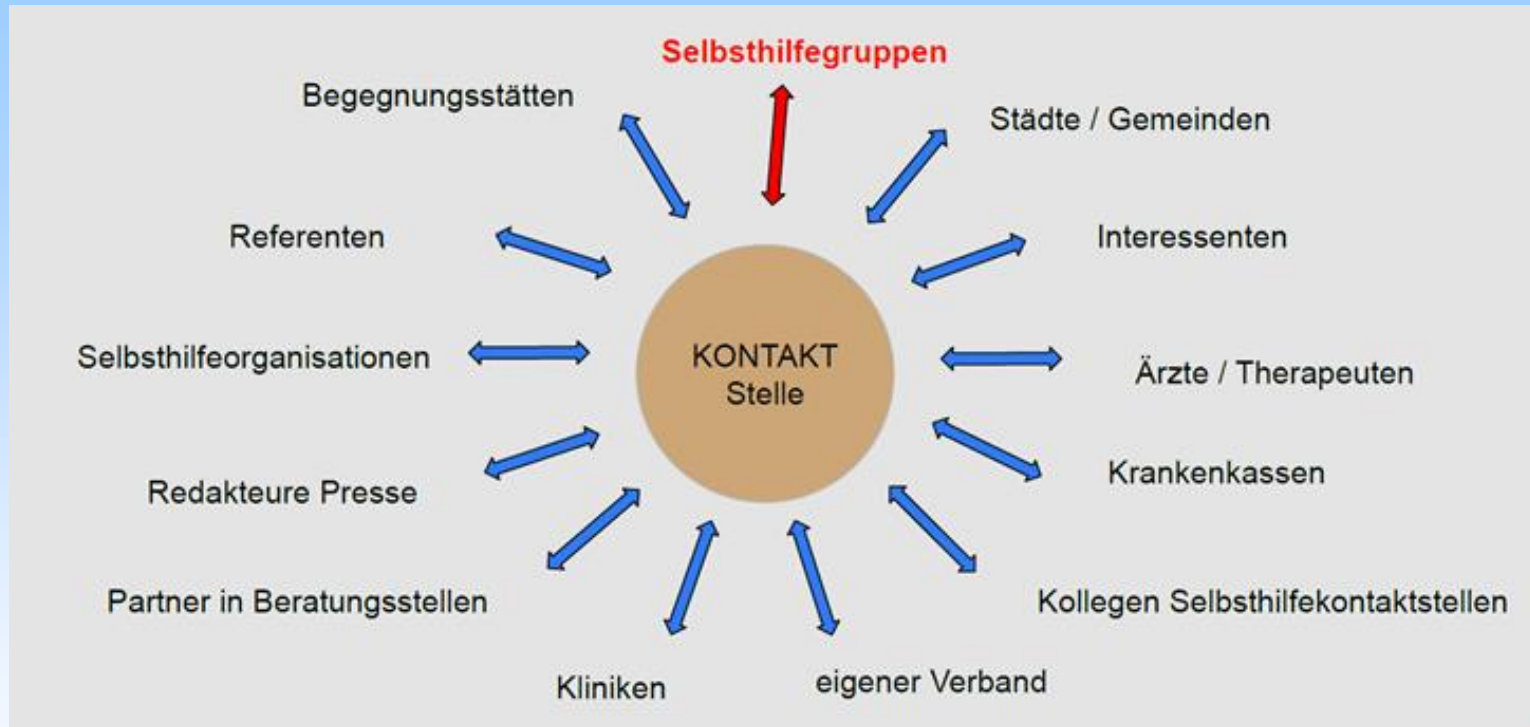 Selbsthilfegruppen
Begegnungsstätten
Städte / Gemeinden
Referenten
Interessenten
KONTAKT
Stelle
Selbsthilfeorganisationen
Ärzte / Therapeuten
Redakteure Presse
Krankenkassen
Partner in Beratungsstellen
Kollegen Selbsthilfekontaktstellen
Kliniken
eigener Verband